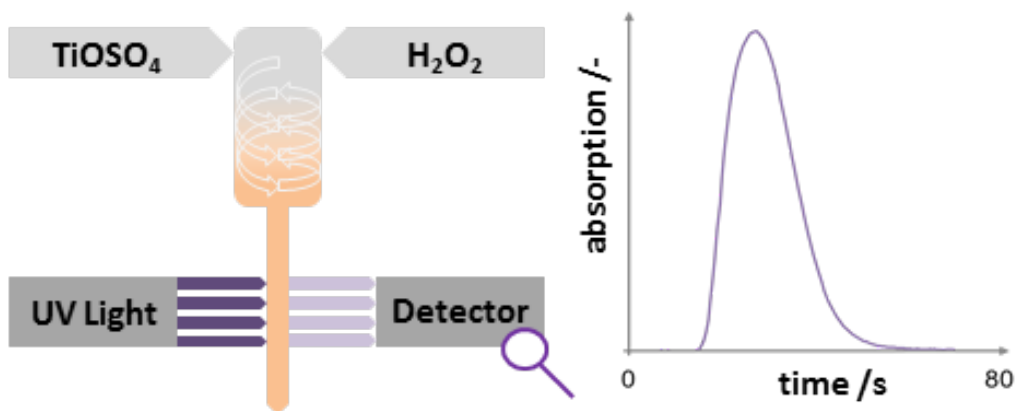 TiOSO₄
H₂O₂
UV Light
Detector
absorption /-
0
time /s
80